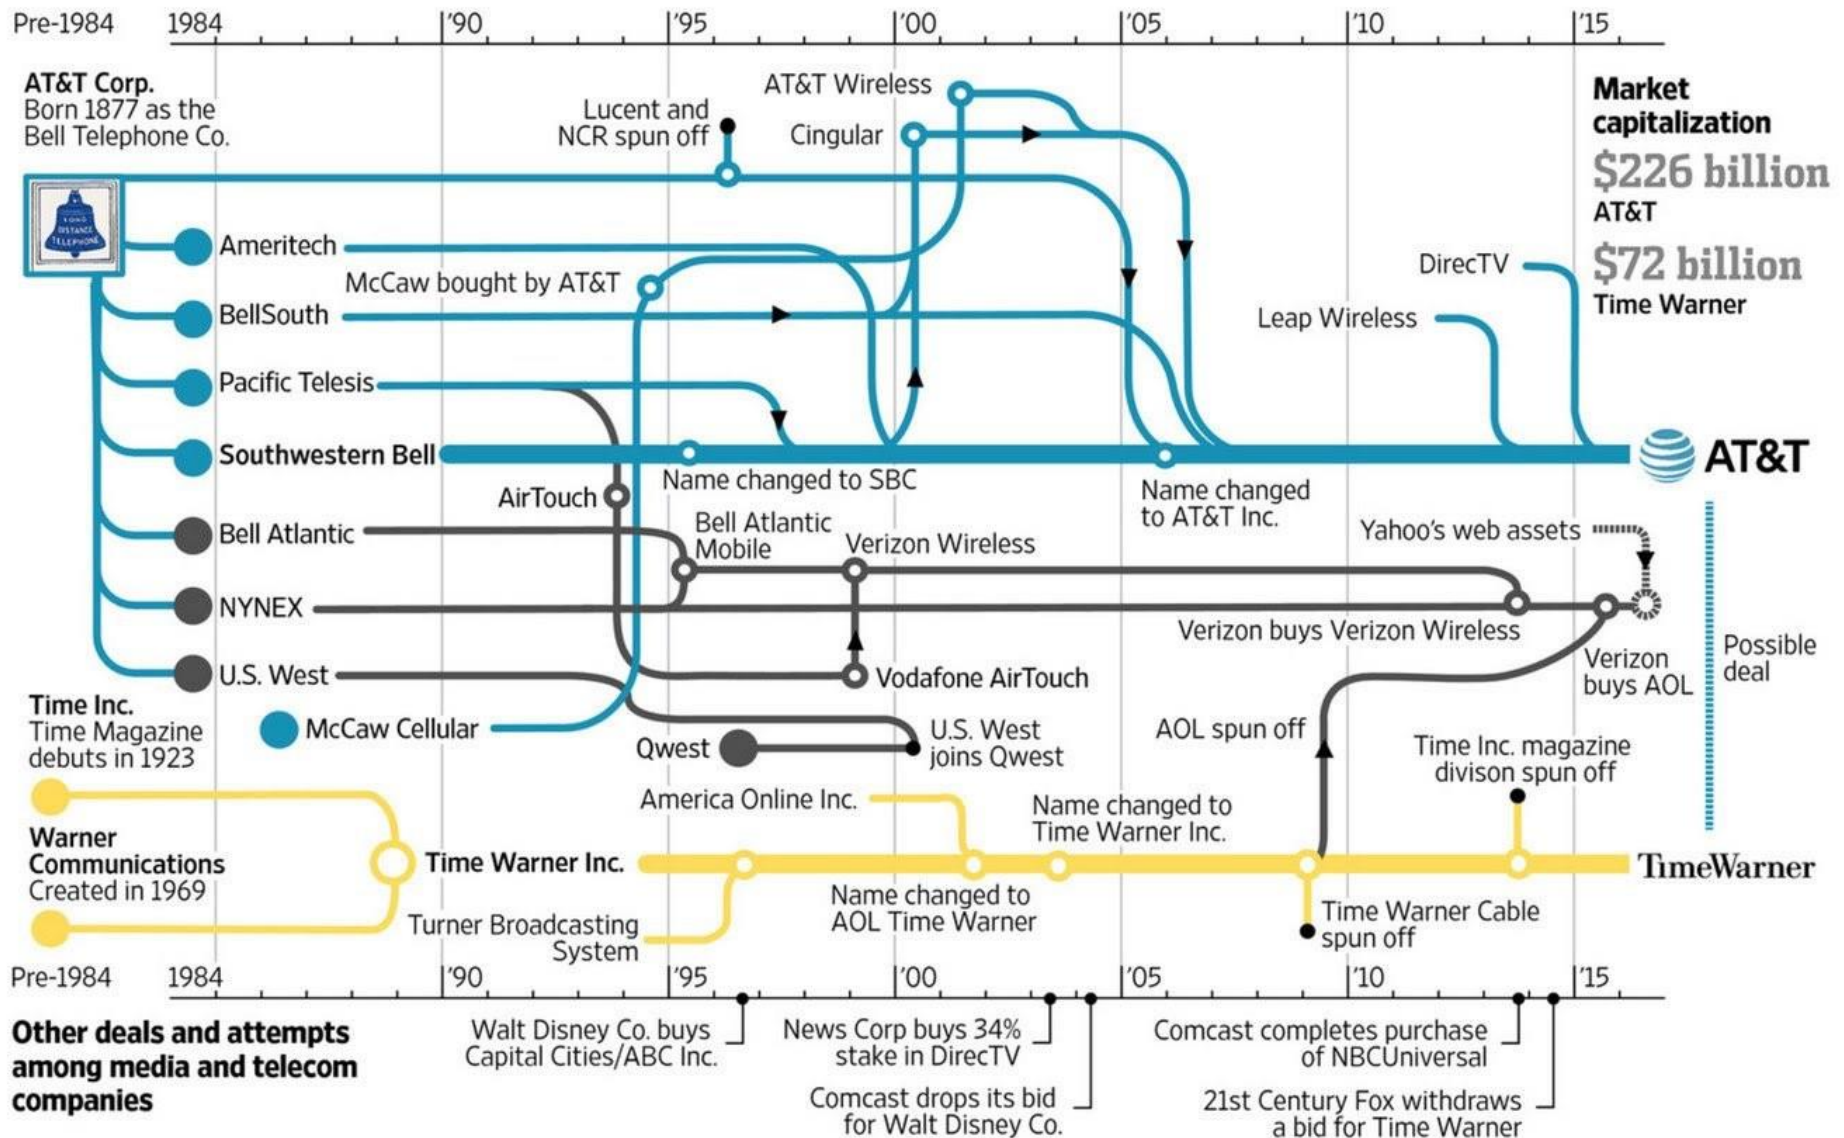 Pre-1984 1984 '90 '95 '00 '05 '10 '15
AT&T Corp.
Born 1877 as the
Bell Telephone Co.
LONG
DISTANCE
TELEPHONE
Lucent and
NCR spun off
AT&T Wireless
Cingular
Market
capitalization
$226 billion
AT&T
$72 billion
Time Warner
Ameritech
McCaw bought by AT&T
BellSouth
DirecTV
Leap Wireless
Pacific Telesis
Southwestern Bell
Name changed to SBC
Name changed
to AT&T Inc.
AT&T
AirTouch
Bell Atlantic
Bell Atlantic
Mobile
Verizon Wireless
Yahoo's web assets
NYNEX
Verizon buys Verizon Wireless
Verizon
buys AOL
Possible
deal
U.S. West
Vodafone AirTouch
Time Inc.
Time Magazine
debuts in 1923
McCaw Cellular
Qwest
U.S. West
joins Qwest
AOL spun off
Time Inc. magazine
divison spun off
America Online Inc.
Name changed to
Time Warner Inc.
Warner
Communications
Created in 1969
Time Warner Inc.
TimeWarner
Name changed to
AOL Time Warner
Turner Broadcasting
System
Time Warner Cable
spun off
Pre-1984 1984 '90 '95 '00 '05 '10 '15
Other deals and attempts
among media and telecom
companies
Walt Disney Co. buys
Capital Cities/ABC Inc.
News Corp buys 34%
stake in DirecTV
Comcast drops its bid
for Walt Disney Co.
Comcast completes purchase
of NBCUniversal
21st Century Fox withdraws
a bid for Time Warner